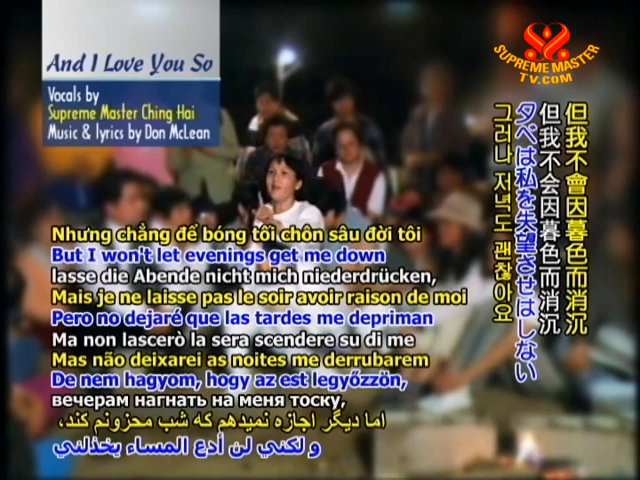 And I Love You So
Vocals by
Supreme Master Ching Hai
Music & lyrics by Don McLean
SUPREME MASTER
TV.COM
Nhưng chẳng để bóng tối chôn sâu đời tôi
But I won't let evenings get me down
lasse die Abende nicht mich niederdrücken,
Mais je ne laisse pas le soir avoir raison de moi
Pero no dejaré que las tardes me depriman
Ma non lascerò la sera scendere su di me
Mas não deixarei as noites me derrubarem
De nem hagyom, hogy az est legyőzzön,
вечерам нагнать на меня тоску,
اما دیگر اجازه نمیدهم که شب محزونم کند،
و لكني لن أدع المساء يخذلني
但我不會因暮色而消沉
但我不会因暮色而消沉
夕べは私を失望させはしない
그러나 저녁도 괜찮아요